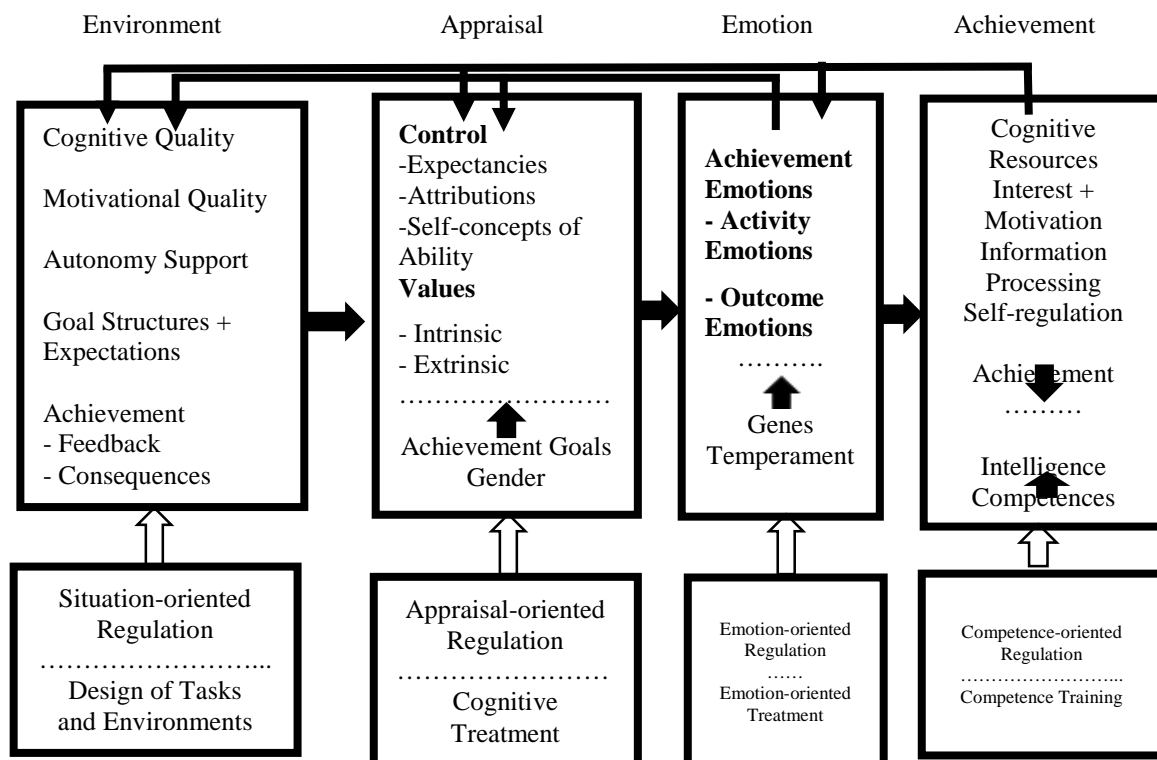 Environment
Appraisal
Emotion
Achievement
Cognitive Quality
Motivational Quality
Autonomy Support
Goal Structures +
Expectations
Achievement
- Feedback
- Consequences
Control
-Expectancies
-Attributions
-Self-concepts of
Ability
Values
- Intrinsic
- Extrinsic
……………………
Achievement Goals
Gender
Achievement
Emotions
- Activity
Emotions
- Outcome
Emotions
……….
Genes
Temperament
Cognitive
Resources
Interest +
Motivation
Information
Processing
Self-regulation
Achievement
………
Intelligence
Competences
Situation-oriented
Regulation
……………………...
Design of Tasks
and Environments
Appraisal-oriented
Regulation
……………………
Cognitive
Treatment
Emotion-oriented
Regulation
……
Emotion-oriented
Treatment
Competence-oriented
Regulation
……………………...
Competence Training